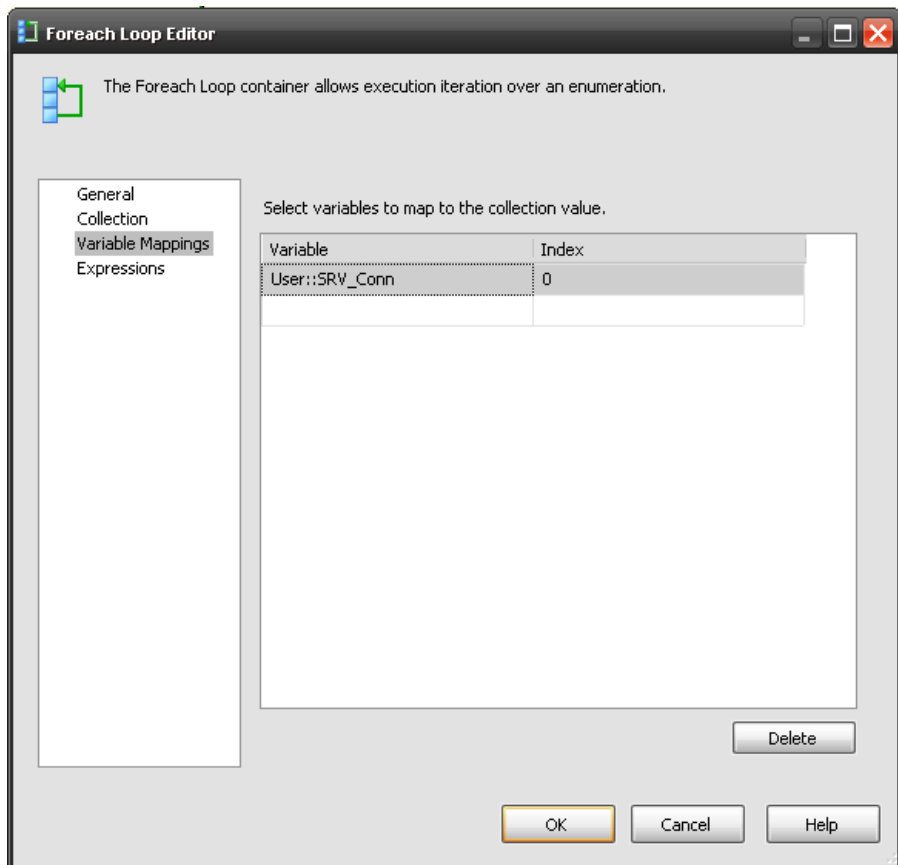 Foreach Loop Editor
The Foreach Loop container allows execution iteration over an enumeration.
General
Collection
Variable Mappings
Expressions
Select variables to map to the collection value.
Variable Index
User::SRV_Conn 0
Delete
OK Cancel Help